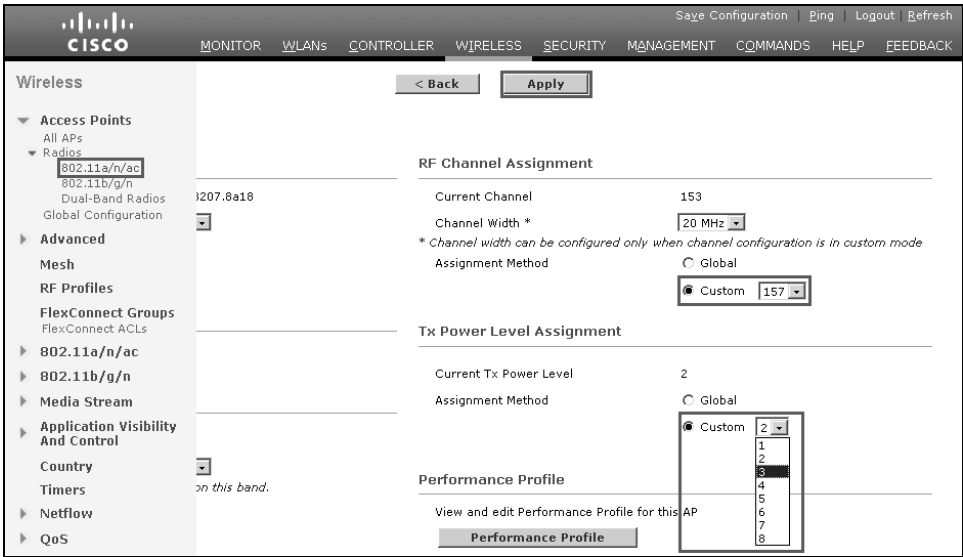 Save Configuration | Ping | Logout | Refresh
CISCO
MONITOR WLANs CONTROLLER WIRELESS SECURITY MANAGEMENT COMMANDS HELP FEEDBACK
Wireless
< Back
Apply
Access Points
All APs
Radios
802.11a/n/ac
802.11b/g/n
Dual-Band Radios
Global Configuration
Advanced
Mesh
RF Profiles
FlexConnect Groups
FlexConnect ACLs
802.11a/n/ac
802.11b/g/n
Media Stream
Application Visibility
And Control
Country
Timers
Netflow
QoS
3207.8a18
on this band.
RF Channel Assignment
Current Channel 153
Channel Width * 20 MHz
* Channel width can be configured only when channel configuration is in custom mode
Assignment Method Global
Custom 157
Tx Power Level Assignment
Current Tx Power Level 2
Assignment Method Global
Custom 2
1
2
3
4
5
6
7
8
Performance Profile
View and edit Performance Profile for this AP
Performance Profile